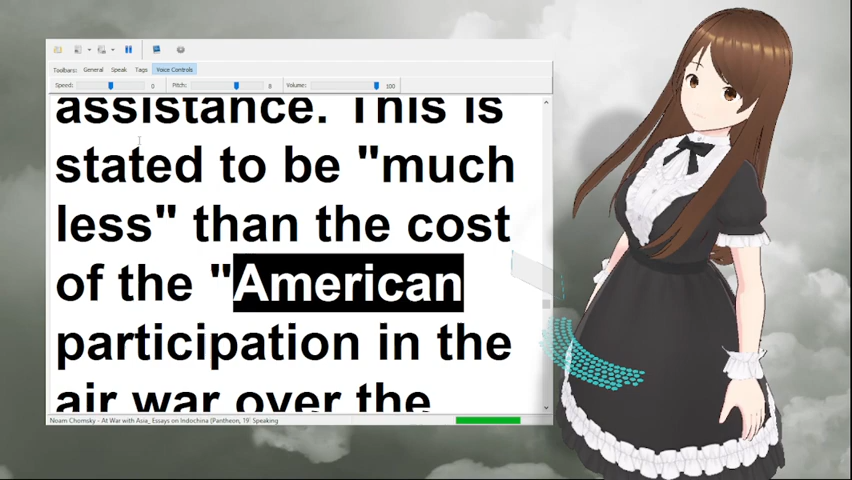 Toolbars: General Speak Tags Voice Controls
Speed: 0 Pitch: 8 Volume: 100
assistance. This is
stated to be "much
less" than the cost
of the "American
participation in the
air war over the
Noam Chomsky - At War with Asia_ Essays on Indochina (Pantheon, 19' Speaking